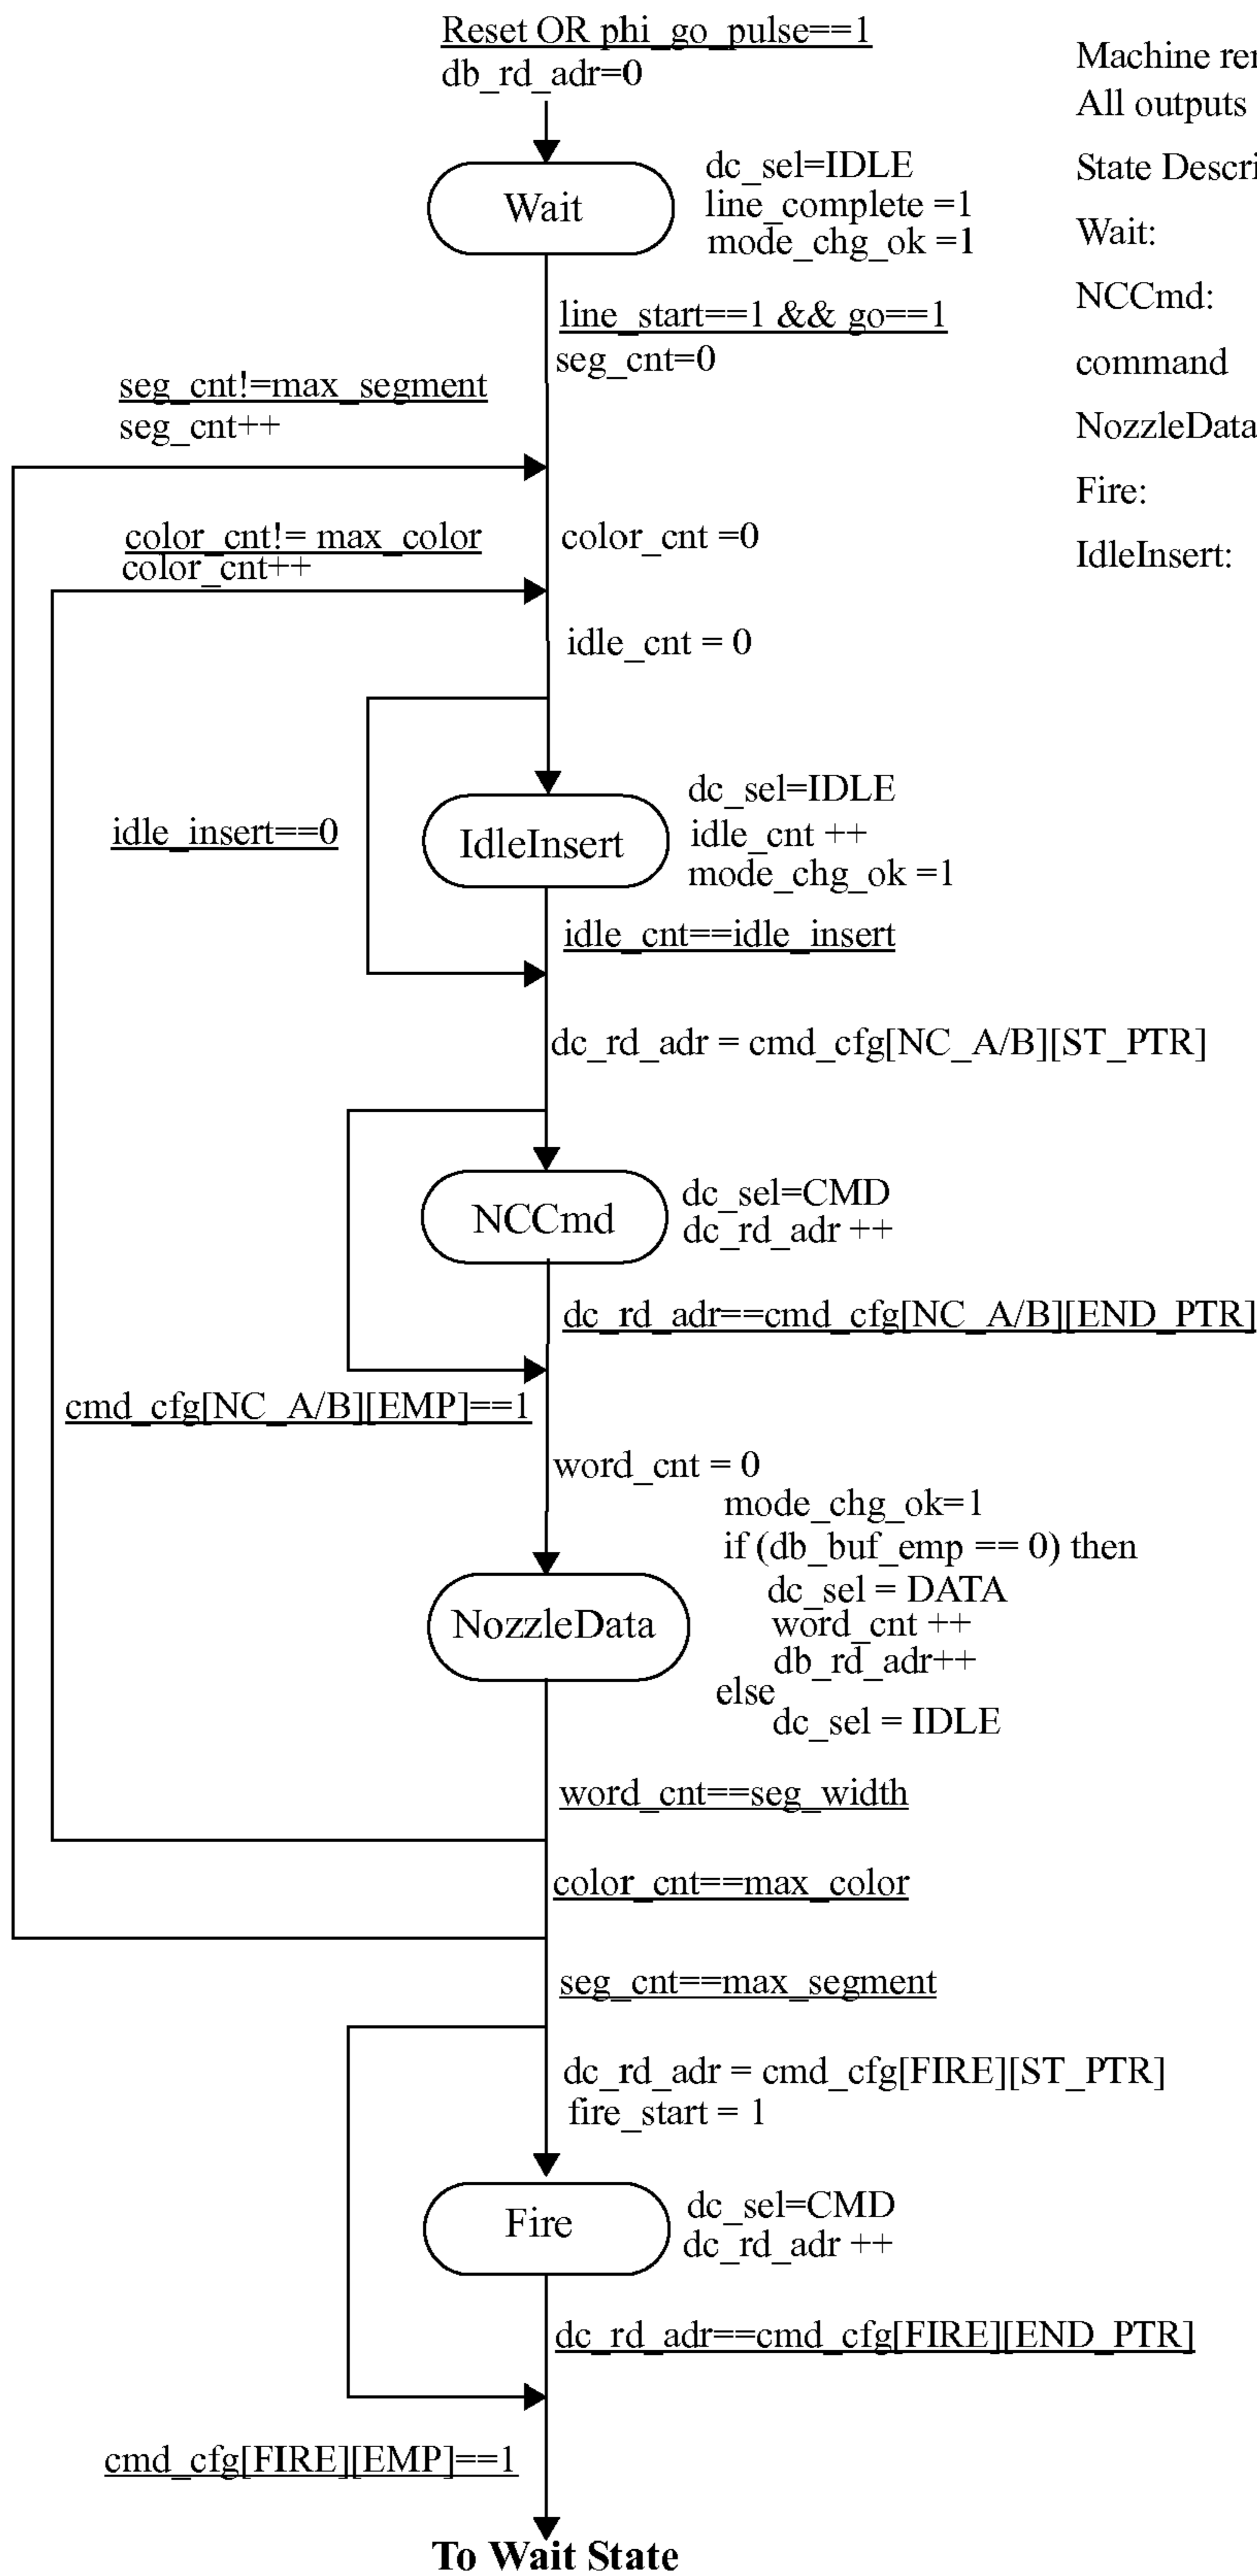 Reset OR phi_go_pulse==1
db_rd_adr=0
Machine
All outputs
State
Wait:
NCCmd:
command
NozzleData
Fire:
IdleInsert:
Wait
dc_sel=IDLE
line_complete =1
mode_chg_ok =1
line_start==1 && go==1
seg_cnt=0
seg_cnt!=max_segment
seg_cnt++
color_cnt!= max_color
color_cnt++
color_cnt =0
idle_cnt = 0
IdleInsert
dc_sel=IDLE
idle_cnt ++
mode_chg_ok =1
idle_insert==0
idle_cnt==idle_insert
dc_rd_adr = cmd_cfg[NC_A/B][ST_PTR]
NCCmd
dc_sel=CMD
dc_rd_adr ++
dc_rd_adr==cmd_cfg[NC_A/B][END_PTR]
cmd_cfg[NC_A/B][EMP]==1
word_cnt = 0
NozzleData
mode_chg_ok=1
if (db_buf_emp == 0) then
dc_sel = DATA
word_cnt ++
db_rd_adr++
else
dc_sel = IDLE
word_cnt==seg_width
color_cnt==max_color
seg_cnt==max_segment
dc_rd_adr = cmd_cfg[FIRE][ST_PTR]
fire_start = 1
Fire
dc_sel=CMD
dc_rd_adr ++
dc_rd_adr==cmd_cfg[FIRE][END_PTR]
cmd_cfg[FIRE][EMP]==1
To Wait State